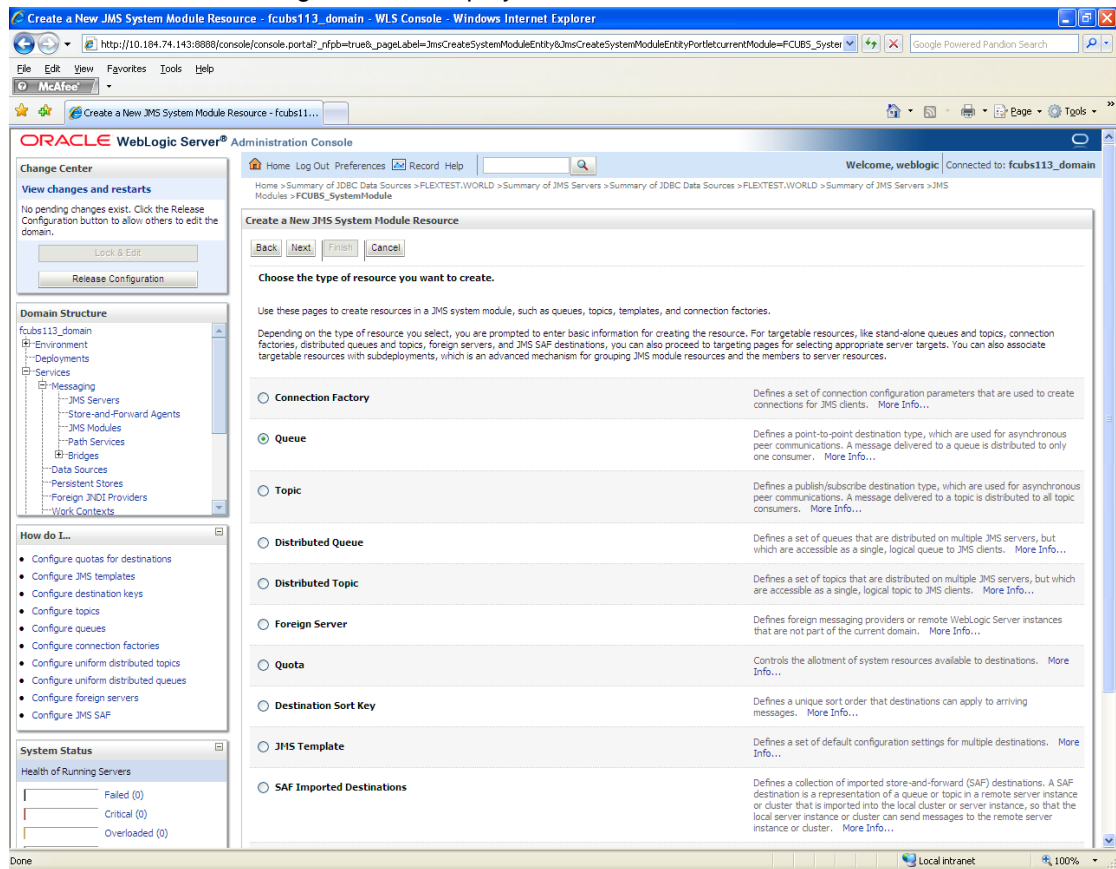 Create a New JMS System Module Resource - fcubs113_domain - WLS Console - Windows Internet Explorer
http://10.184.74.143:8888/console/console.portal?_nfpb=true&_pageLabel=JmsCreateSystemModuleEntity&JmsCreateSystemModuleEntityPortletcurrentModule=FCUBS_System
Google Powered Pandion Search
File Edit View Favorites Tools Help
McAfee
Create a New JMS System Module Resource - fcubs11...
Page Tools
ORACLE WebLogic Server® Administration Console
Change Center
View changes and restarts
No pending changes exist. Click the Release
Configuration button to allow others to edit the
domain.
Lock & Edit
Release Configuration
Domain Structure
fcubs113_domain
Environment
Deployments
Services
Messaging
JMS Servers
Store-and-Forward Agents
JMS Modules
Path Services
Bridges
Data Sources
Persistent Stores
Foreign JNDI Providers
Work Contexts
How do I...
Configure quotas for destinations
Configure JMS templates
Configure destination keys
Configure topics
Configure queues
Configure connection factories
Configure uniform distributed topics
Configure uniform distributed queues
Configure foreign servers
Configure JMS SAF
System Status
Health of Running Servers
Failed (0)
Critical (0)
Overloaded (0)
Home Log Out Preferences Record Help
Welcome, weblogic Connected to: fcubs113_domain
Home >Summary of JDBC Data Sources >FLEXTEST.WORLD >Summary of JMS Servers >Summary of JDBC Data Sources >FLEXTEST.WORLD >Summary of JMS Servers >JMS
Modules >FCUBS_SystemModule
Create a New JMS System Module Resource
Back Next Finish Cancel
Choose the type of resource you want to create.
Use these pages to create resources in a JMS system module, such as queues, topics, templates, and connection factories.
Depending on the type of resource you select, you are prompted to enter basic information for creating the resource. For targetable resources, like stand-alone queues and topics, connection
factories, distributed queues and topics, foreign servers, and JMS SAF destinations, you can also proceed to targeting pages for selecting appropriate server targets. You can also associate
targetable resources with subdeployments, which is an advanced mechanism for grouping JMS module resources and the members to server resources.
Connection Factory
Defines a set of connection configuration parameters that are used to create
connections for JMS clients. More Info...
Queue
Defines a point-to-point destination type, which are used for asynchronous
peer communications. A message delivered to a queue is distributed to only
one consumer. More Info...
Topic
Defines a publish/subscribe destination type, which are used for asynchronous
peer communications. A message delivered to a topic is distributed to all topic
consumers. More Info...
Distributed Queue
Defines a set of queues that are distributed on multiple JMS servers, but
which are accessible as a single, logical queue to JMS clients. More Info...
Distributed Topic
Defines a set of topics that are distributed on multiple JMS servers, but which
are accessible as a single, logical topic to JMS clients. More Info...
Foreign Server
Defines foreign messaging providers or remote WebLogic Server instances
that are not part of the current domain. More Info...
Quota
Controls the allotment of system resources available to destinations. More
Info...
Destination Sort Key
Defines a unique sort order that destinations can apply to arriving
messages. More Info...
JMS Template
Defines a set of default configuration settings for multiple destinations. More
Info...
SAF Imported Destinations
Defines a collection of imported store-and-forward (SAF) destinations. A SAF
destination is a representation of a queue or topic in a remote server instance
or cluster that is imported into the local cluster or server instance, so that the
local server instance or cluster can send messages to the remote server
instance or cluster. More Info...
Done
Local intranet
100%